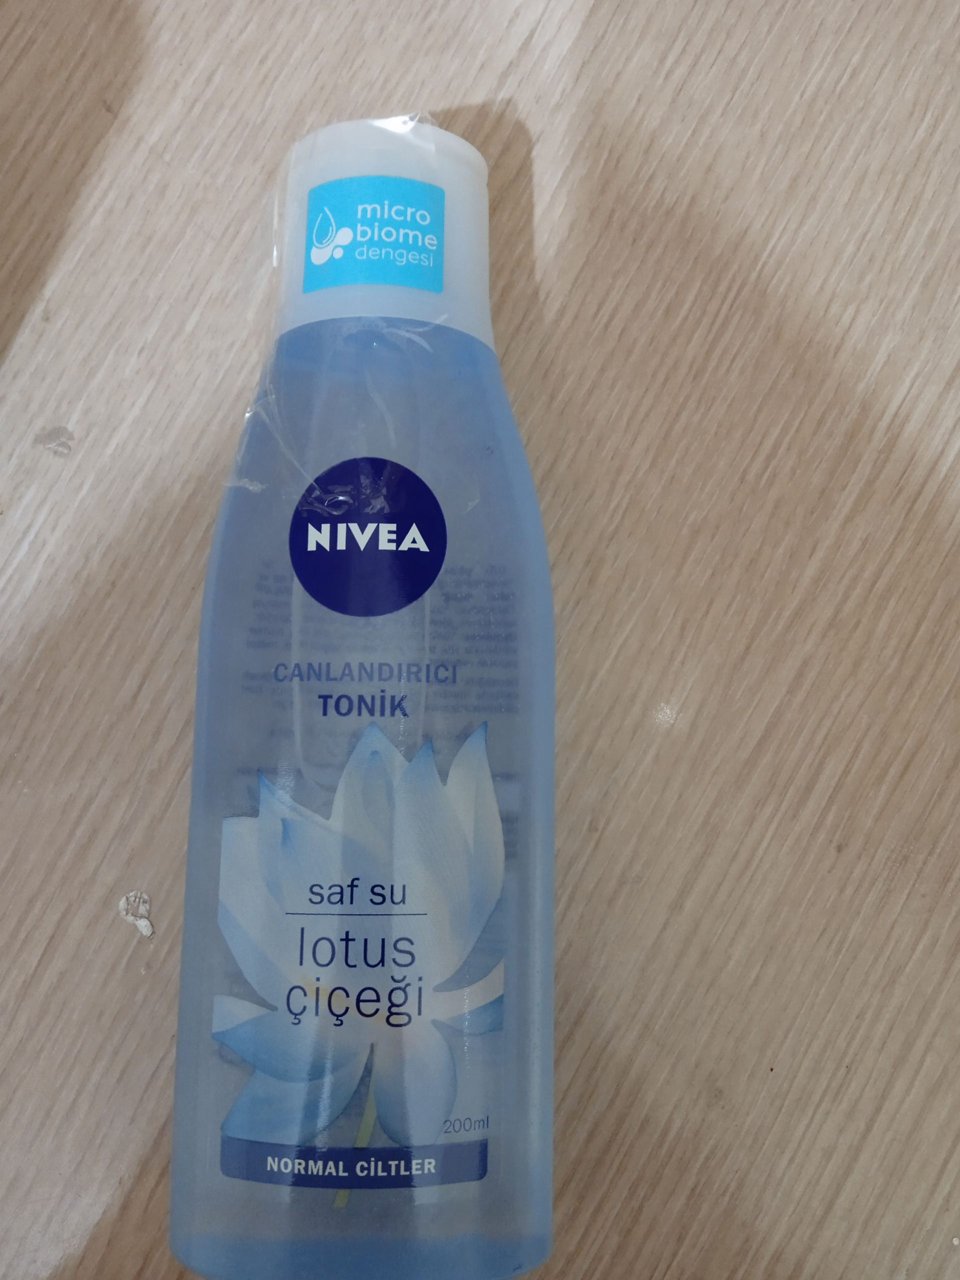 micro
biome
dengesi
NIVEA
CANLANDIRICI
TONİK
saf su
lotus
çiçeği
200ml
NORMAL CİLTLER